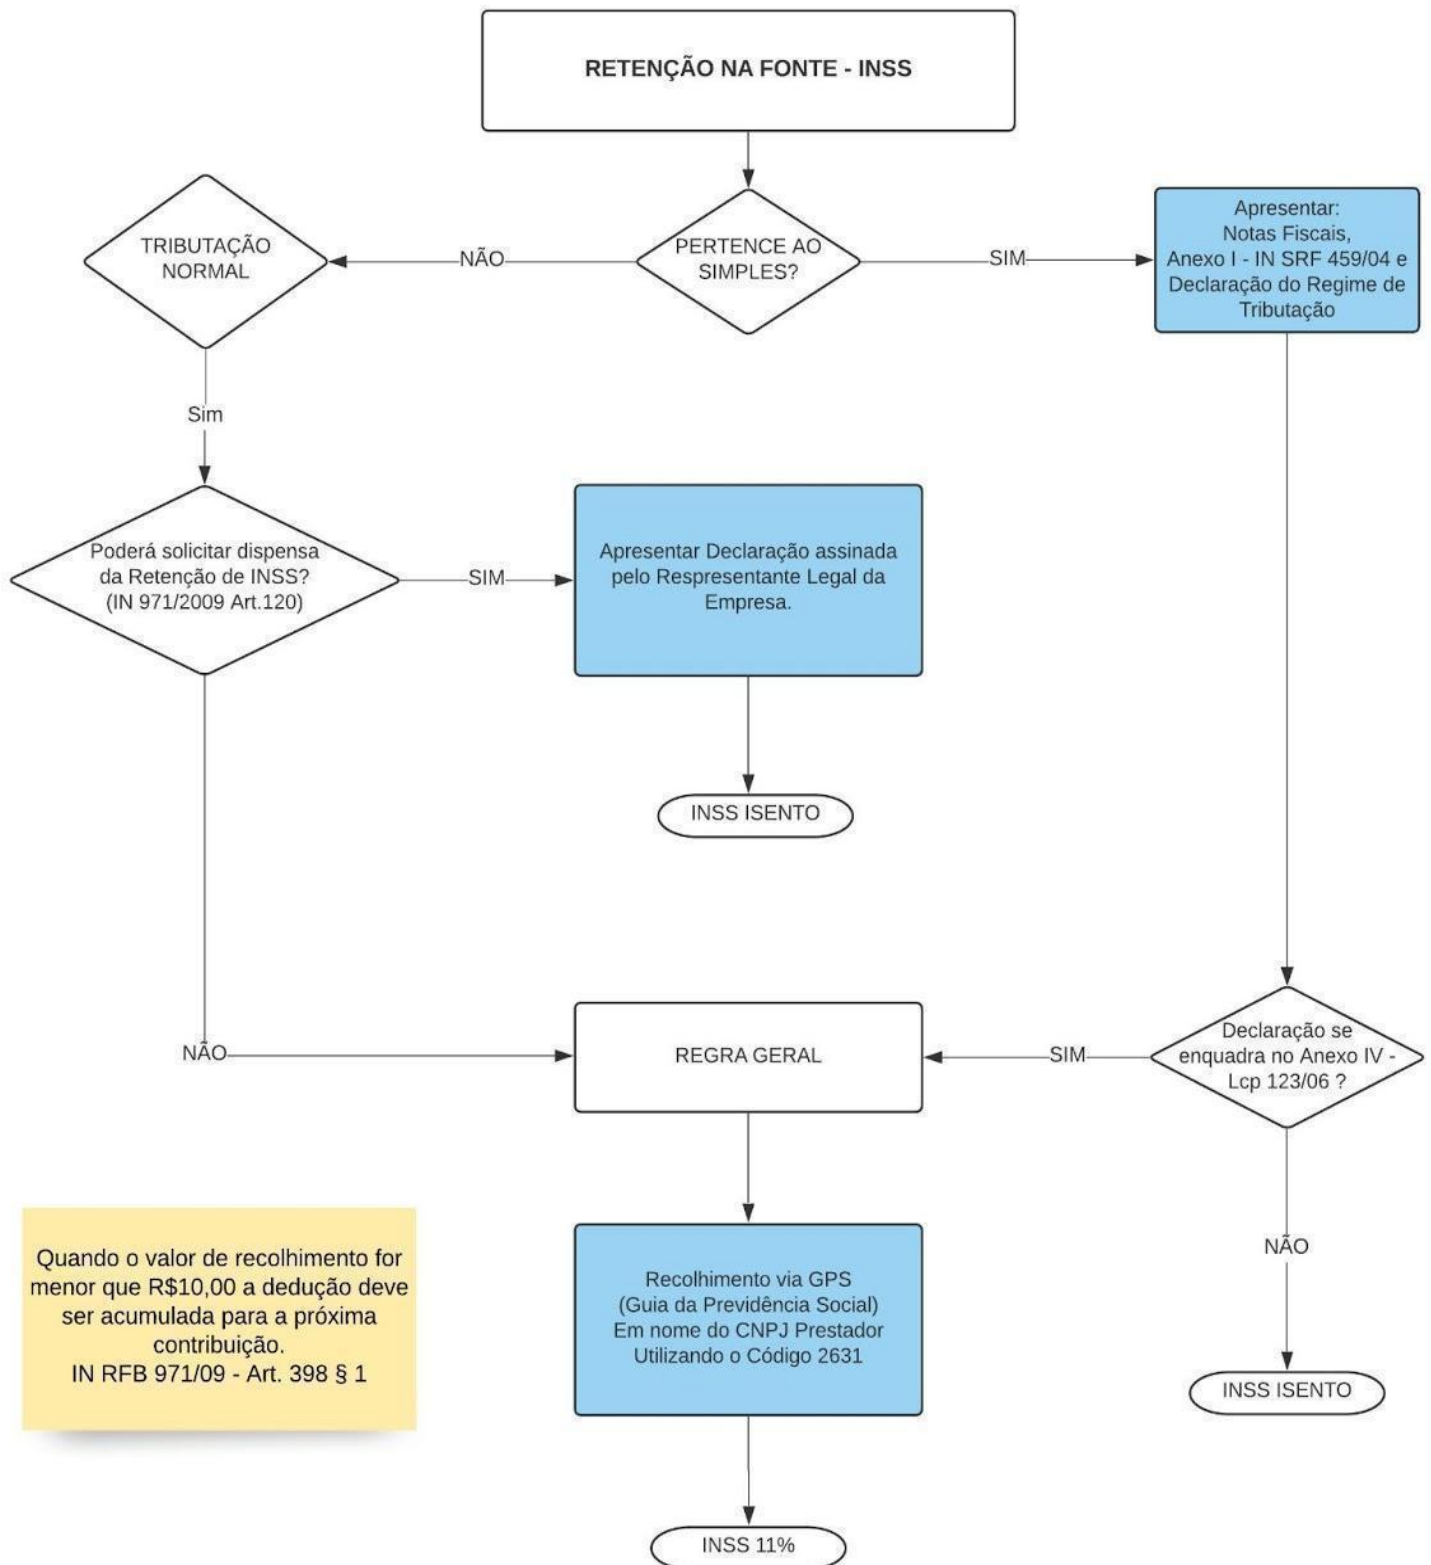 RETENÇÃO NA FONTE - INSS
TRIBUTAÇÃO
NORMAL
NÃO
PERTENCE AO
SIMPLES?
SIM
Apresentar:
Notas Fiscais,
Anexo I - IN SRF 459/04 e
Declaração do Regime de
Tributação
Sim
Poderá solicitar dispensa
da Retenção de INSS?
(IN 971/2009 Art.120)
SIM
Apresentar Declaração assinada
pelo Respresentante Legal da
Empresa.
INSS ISENTO
NÃO
REGRA GERAL
SIM
Declaração se
enquadra no Anexo IV -
Lcp 123/06 ?
Quando o valor de recolhimento for
menor que R$10,00 a dedução deve
ser acumulada para a próxima
contribuição.
IN RFB 971/09 - Art. 398 § 1
Recolhimento via GPS
(Guia da Previdência Social)
Em nome do CNPJ Prestador
Utilizando o Código 2631
NÃO
INSS ISENTO
INSS 11%